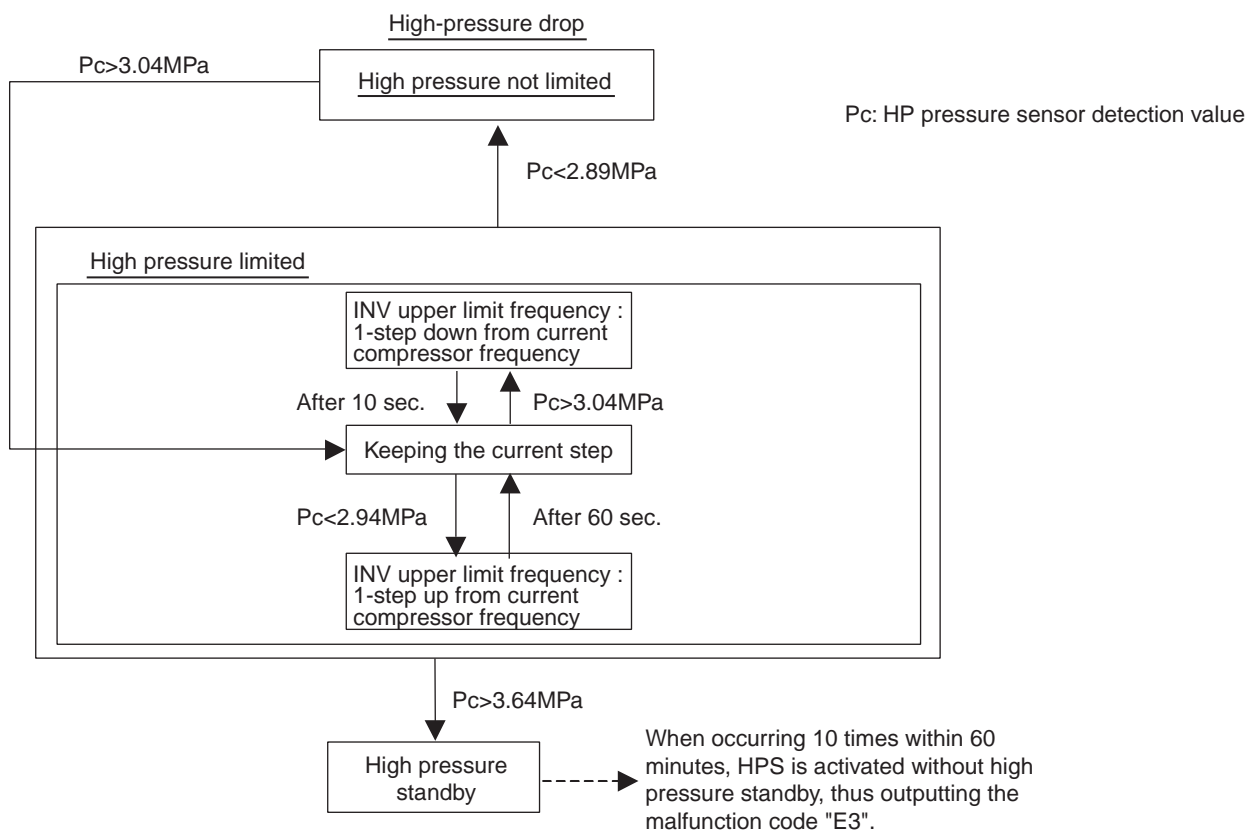 High-pressure drop
Pc>3.04MPa
High pressure not limited
Pc: HP pressure sensor detection value
Pc<2.89MPa
High pressure limited
INV upper limit frequency :
1-step down from current
compressor frequency
After 10 sec.
Pc>3.04MPa
Keeping the current step
Pc<2.94MPa
After 60 sec.
INV upper limit frequency :
1-step up from current
compressor frequency
Pc>3.64MPa
High pressure
standby
When occurring 10 times within 60
minutes, HPS is activated without high
pressure standby, thus outputting the
malfunction code "E3".